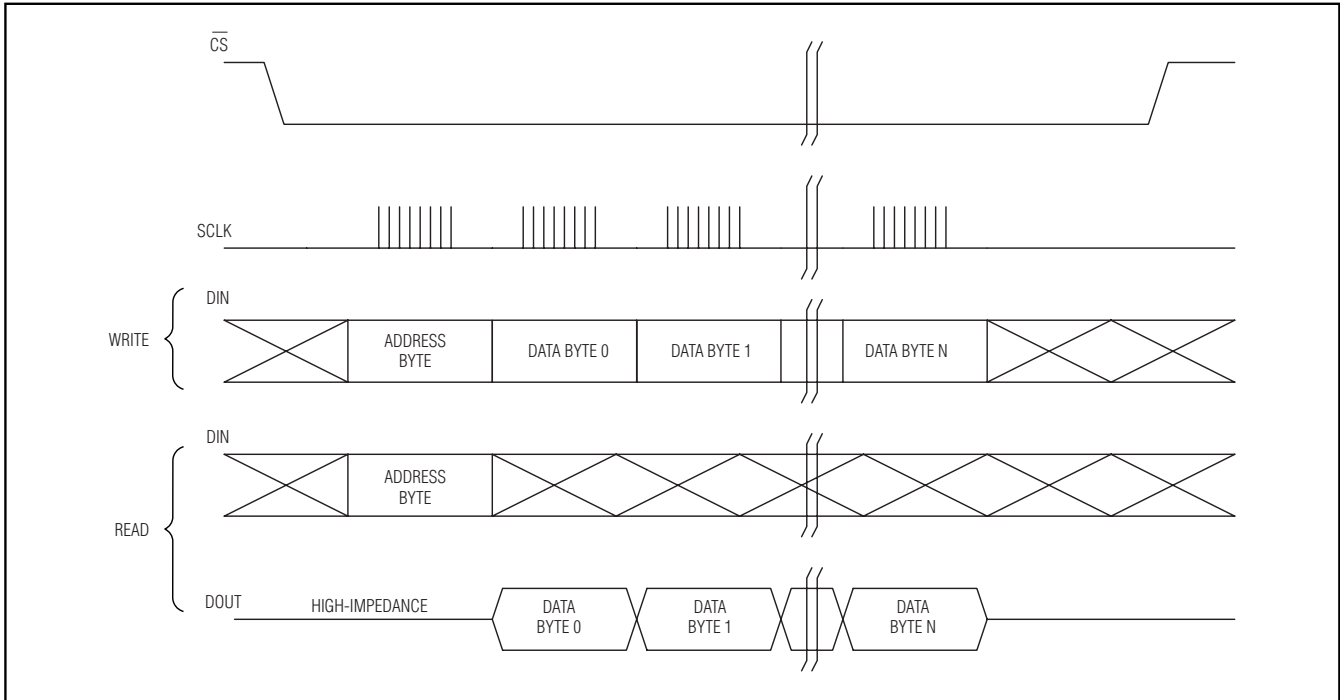 C̅S̅
SCLK
WRITE
DIN
ADDRESS
BYTE
DATA BYTE 0
DATA BYTE 1
DATA BYTE N
READ
DIN
ADDRESS
BYTE
DOUT
HIGH-IMPEDANCE
DATA
BYTE 0
DATA
BYTE 1
DATA
BYTE N